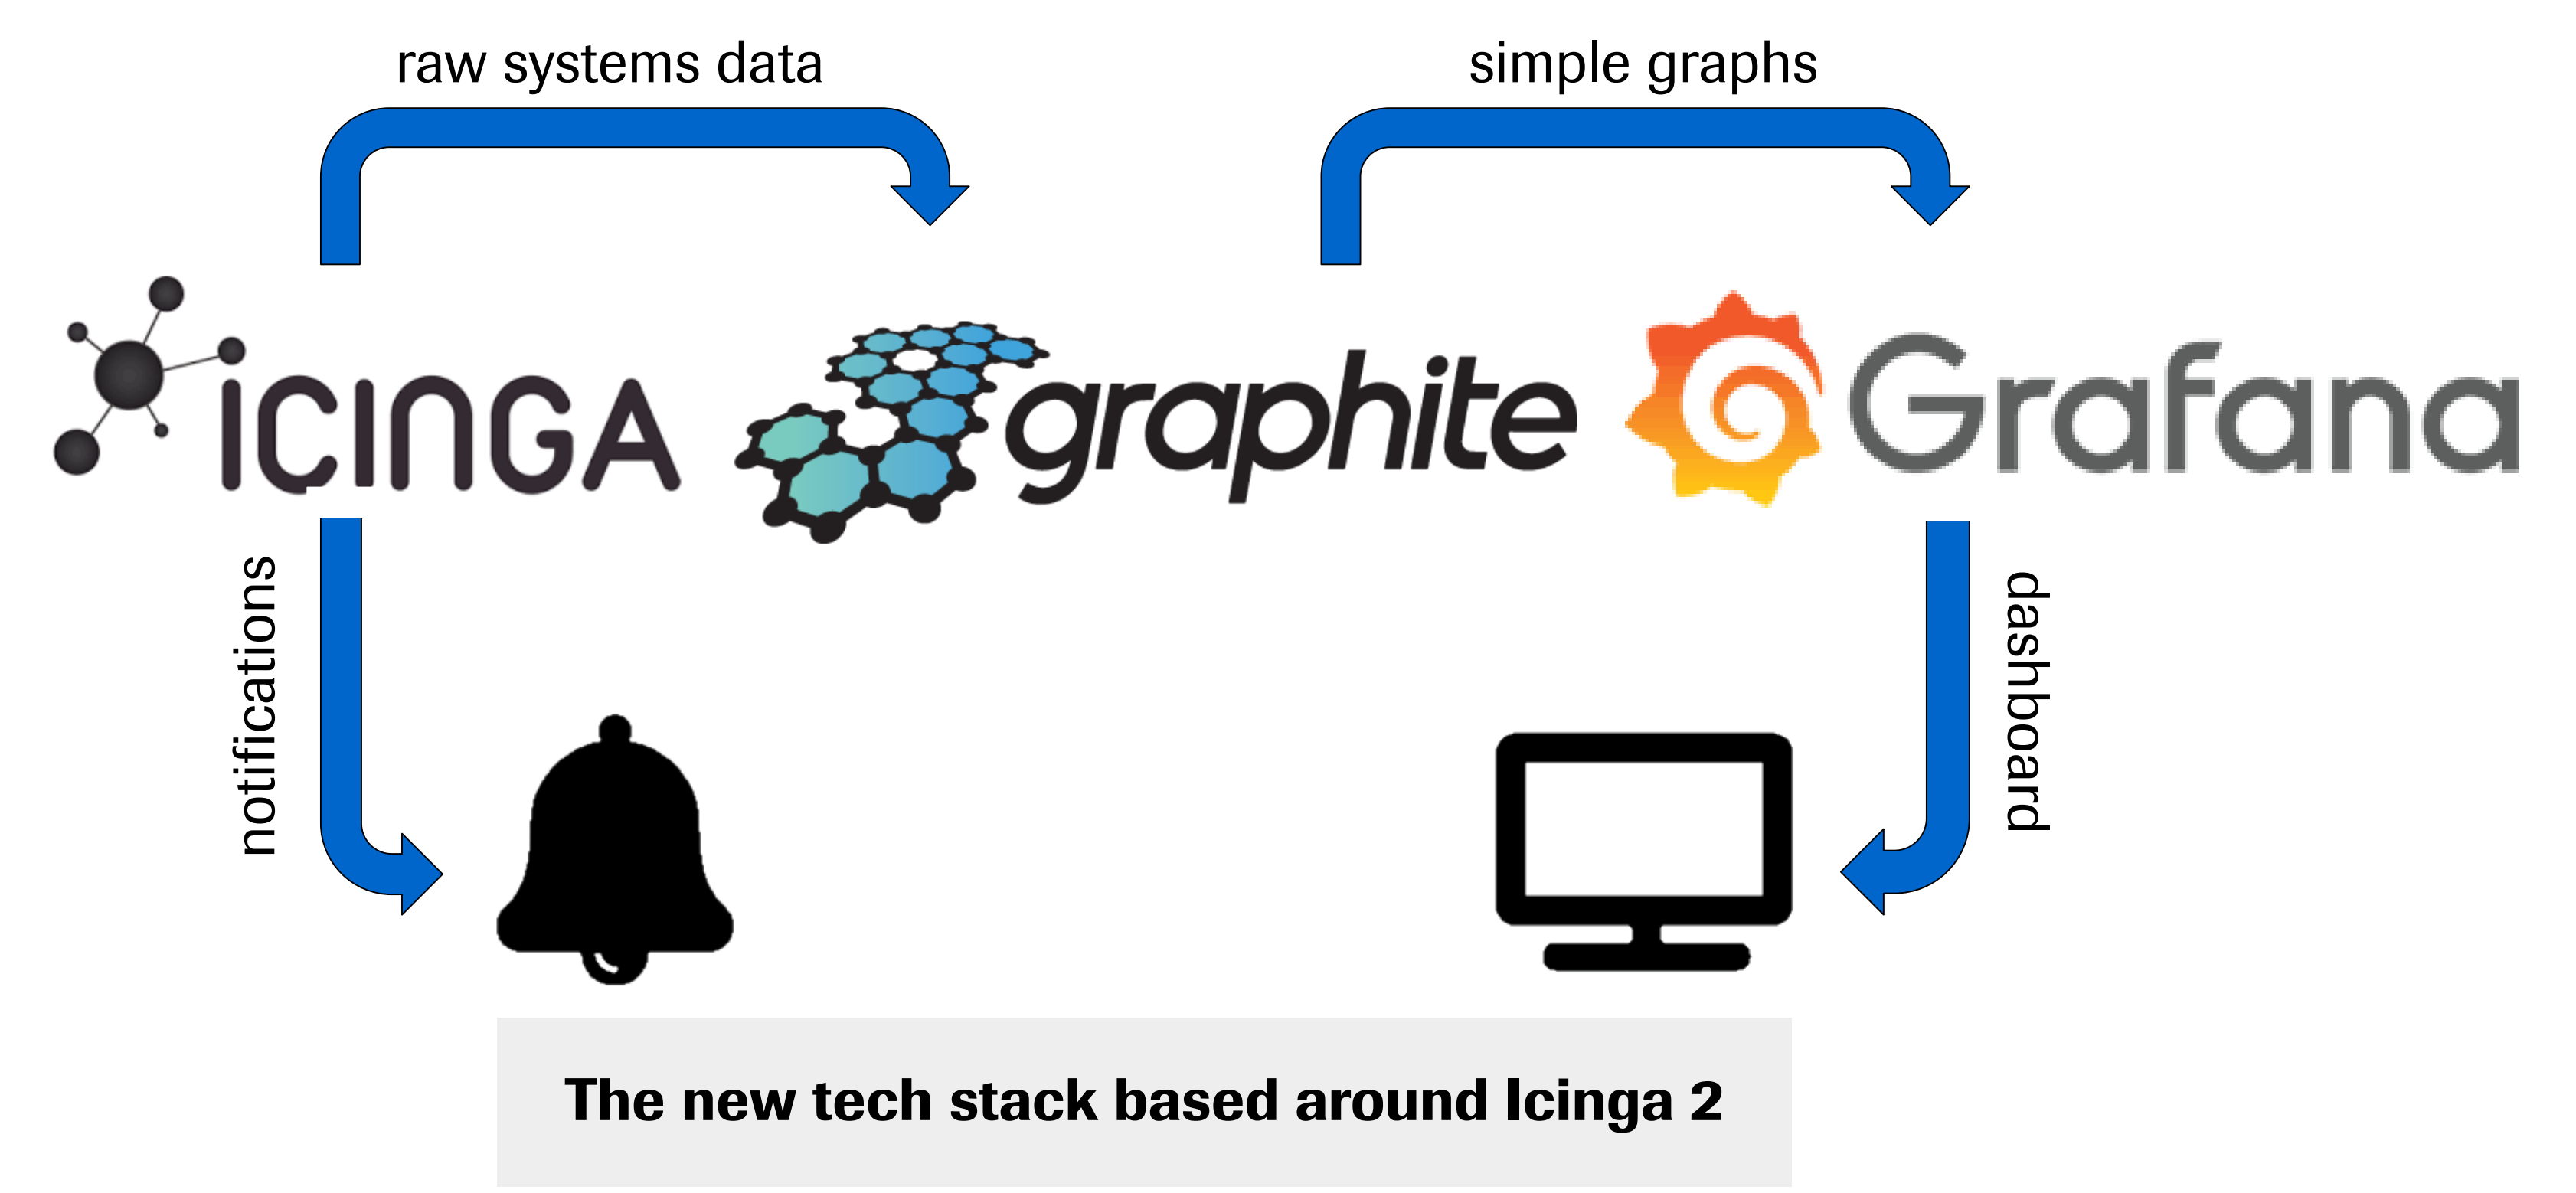 raw systems data
simple graphs
ICINGA
graphite
Grafana
notifications
dashboard
The new tech stack based around Icinga 2